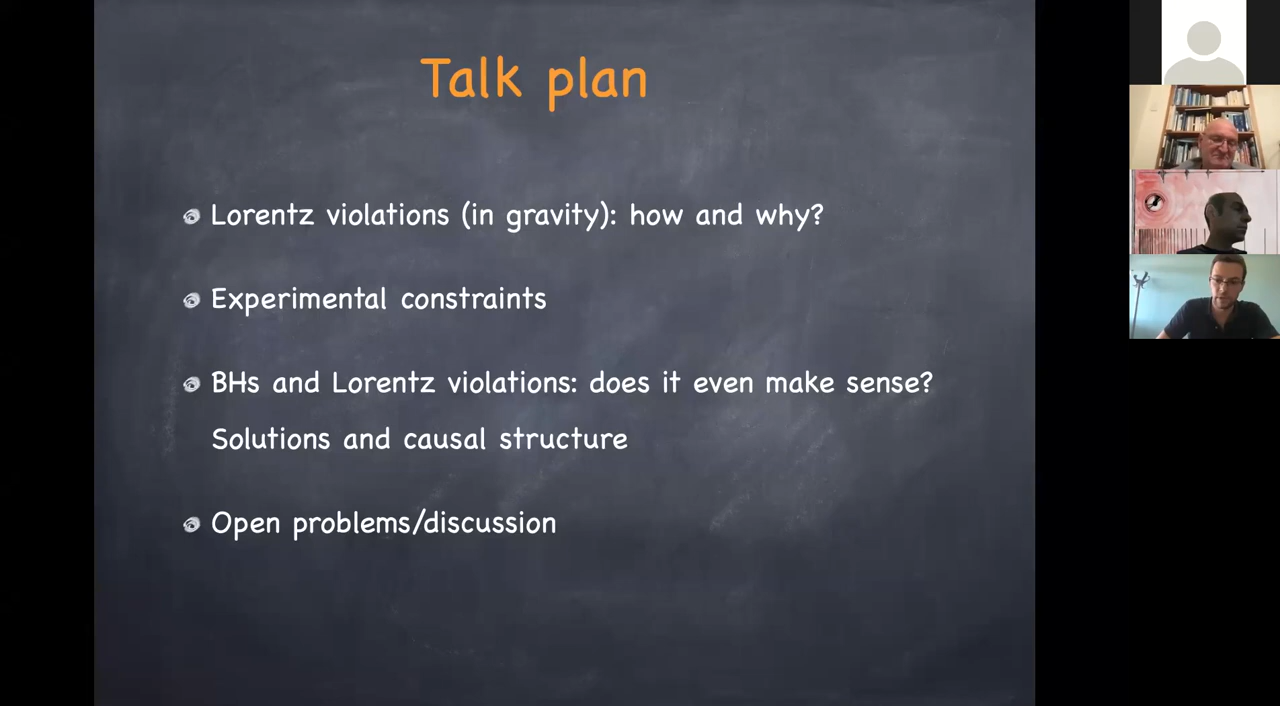 Talk plan
Lorentz violations (in gravity): how and why?
Experimental constraints
BHs and Lorentz violations: does it even make sense?
Solutions and causal structure
Open problems/discussion